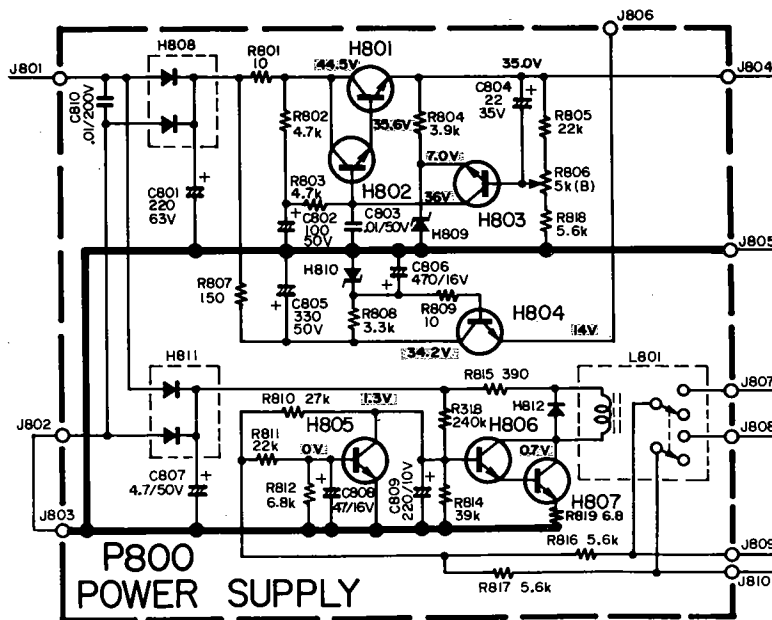 J806
H808
R801
10
H801
44.5V
35.0V
J801
J804
C810
.01/200V
C804
22
35V
R802
4.7k
35.6V
R804
3.9k
R805
22k
7.0V
R803
4.7k
H802
36V
H803
R806
5k(B)
C801
220
63V
C802
100
50V
C803
.01/50V
H809
R818
5.6k
J805
H810
C806
470/16V
R807
150
C805
330
50V
R808
3.3k
R809
10
H804
14V
34.2V
H811
R815 390
L801
J807
R810 27k
1.3V
H812
J802
R318
240k
J808
R811
22k
0V
H805
H806
0.7V
C807
4.7/50V
R812
6.8k
C808
47/16V
C809
220/10V
R814
39k
H807
R819 6.8
J803
R816 5.6k
J809
P800
POWER SUPPLY
R817 5.6k
J810
+
+
+
+
+
+
+
+